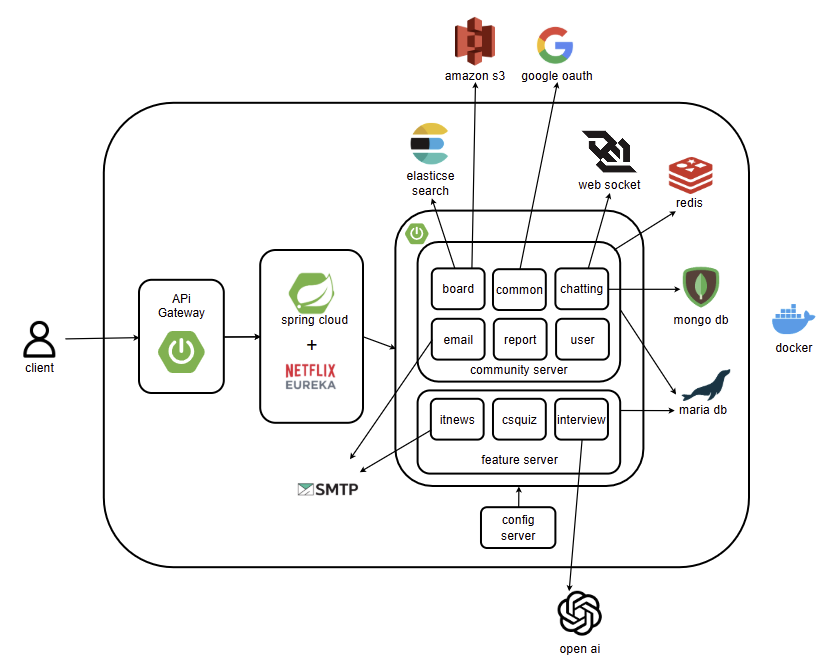 amazon s3
google oauth
elasticse
search
web socket
redis
APi
Gateway
spring cloud
+
NETFLIX
EUREKA
board
common
chatting
mongo db
docker
client
email
report
user
community server
maria db
itnews
csquiz
interview
feature server
SMTP
config
server
open ai